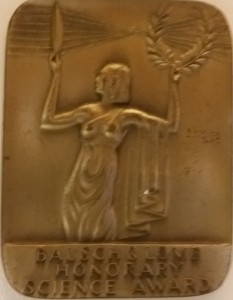 BAUSCH & LOMB
HONORARY
SCIENCE AWARD